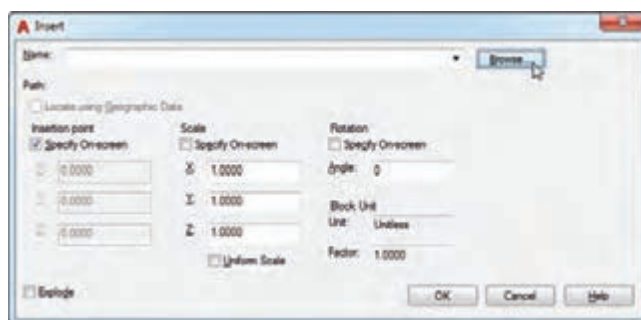 Insert
Name: Browse...
Path:
Locate using Geographic Data
Insertion point Scale Rotation
Specify On-screen Specify On-screen Specify On-screen
X: 0.0000 X: 1.0000 Angle: 0
Y: 0.0000 Y: 1.0000 Block Unit
Unit: Unitless
Z: 0.0000 Z: 1.0000
Factor: 1.0000
Uniform Scale
Explode OK Cancel Help